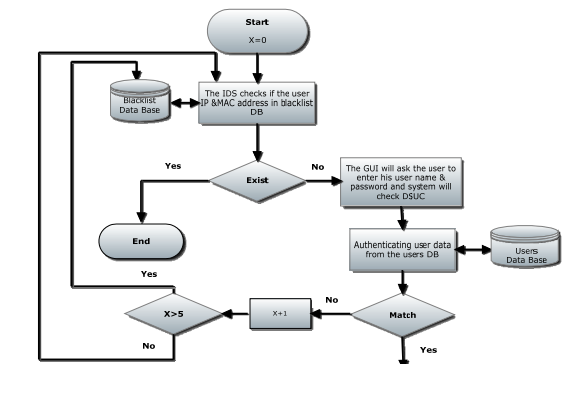 Start
X=0
The IDS checks if the user
IP &MAC address in blacklist
DB
Blacklist
Data Base
Yes
Exist
No
The GUI will ask the user to
enter his user name &
password and system will
check DSUC
End
Authenticating user data
from the users DB
Users
Data Base
Yes
X>5
X+1
No
Match
No
Yes